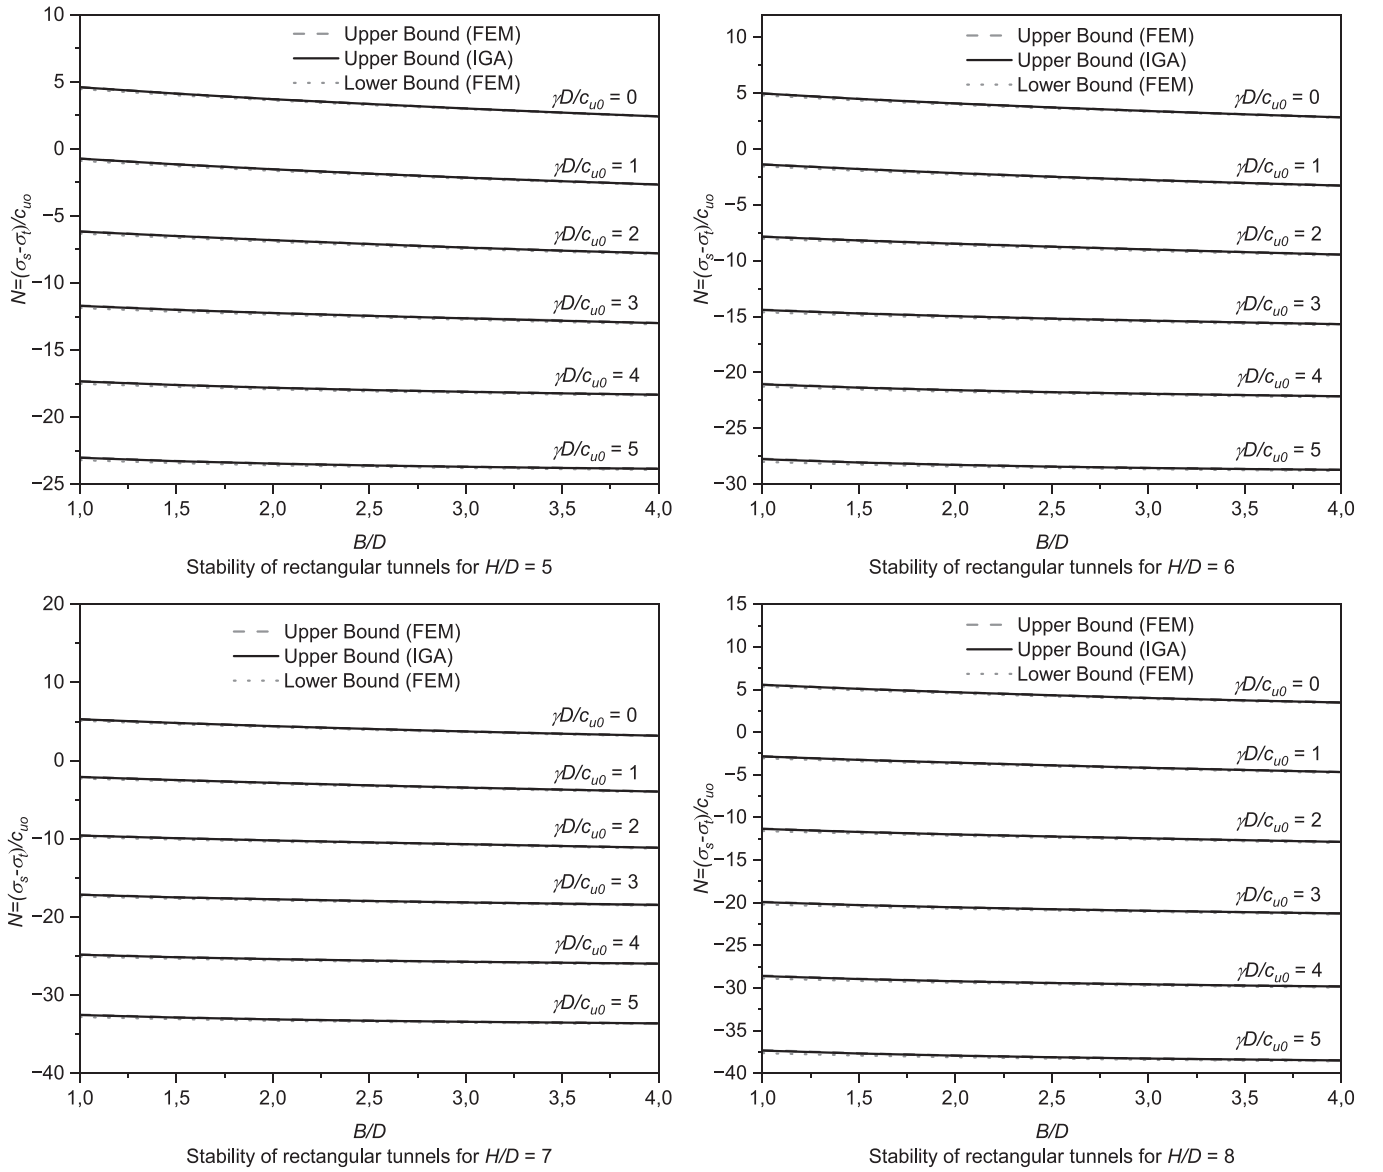 10
5
0
−5
−10
−15
−20
−25
N=(σs-σt)/cuo
Upper Bound (FEM)
Upper Bound (IGA)
Lower Bound (FEM)
γD/cu0 = 0
γD/cu0 = 1
γD/cu0 = 2
γD/cu0 = 3
γD/cu0 = 4
γD/cu0 = 5
1,0 1,5 2,0 2,5 3,0 3,5 4,0
B/D
Stability of rectangular tunnels for H/D = 5
10
5
0
−5
−10
−15
−20
−25
−30
N=(σs-σt)/cuo
Upper Bound (FEM)
Upper Bound (IGA)
Lower Bound (FEM)
γD/cu0 = 0
γD/cu0 = 1
γD/cu0 = 2
γD/cu0 = 3
γD/cu0 = 4
γD/cu0 = 5
1,0 1,5 2,0 2,5 3,0 3,5 4,0
B/D
Stability of rectangular tunnels for H/D = 6
20
10
0
−10
−20
−30
−40
N=(σs-σt)/cuo
Upper Bound (FEM)
Upper Bound (IGA)
Lower Bound (FEM)
γD/cu0 = 0
γD/cu0 = 1
γD/cu0 = 2
γD/cu0 = 3
γD/cu0 = 4
γD/cu0 = 5
1,0 1,5 2,0 2,5 3,0 3,5 4,0
B/D
Stability of rectangular tunnels for H/D = 7
15
10
5
0
−5
−10
−15
−20
−25
−30
−35
−40
N=(σs-σt)/cuo
Upper Bound (FEM)
Upper Bound (IGA)
Lower Bound (FEM)
γD/cu0 = 0
γD/cu0 = 1
γD/cu0 = 2
γD/cu0 = 3
γD/cu0 = 4
γD/cu0 = 5
1,0 1,5 2,0 2,5 3,0 3,5 4,0
B/D
Stability of rectangular tunnels for H/D = 8